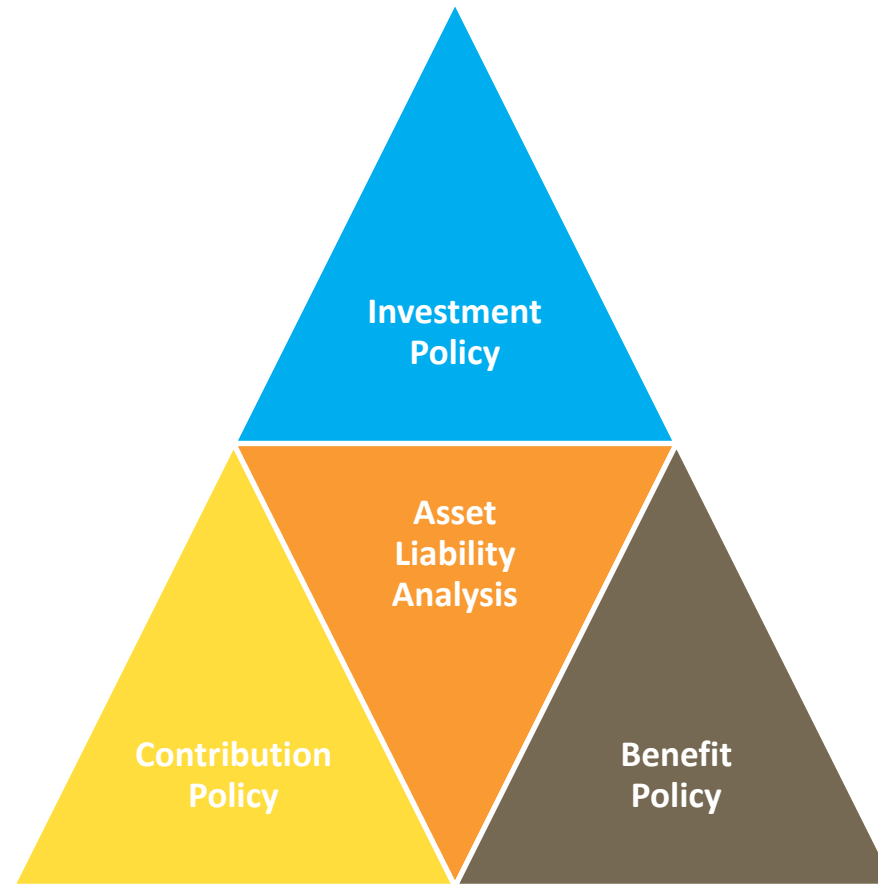 Investment
Policy
Asset
Liability
Analysis
Contribution
Policy
Benefit
Policy